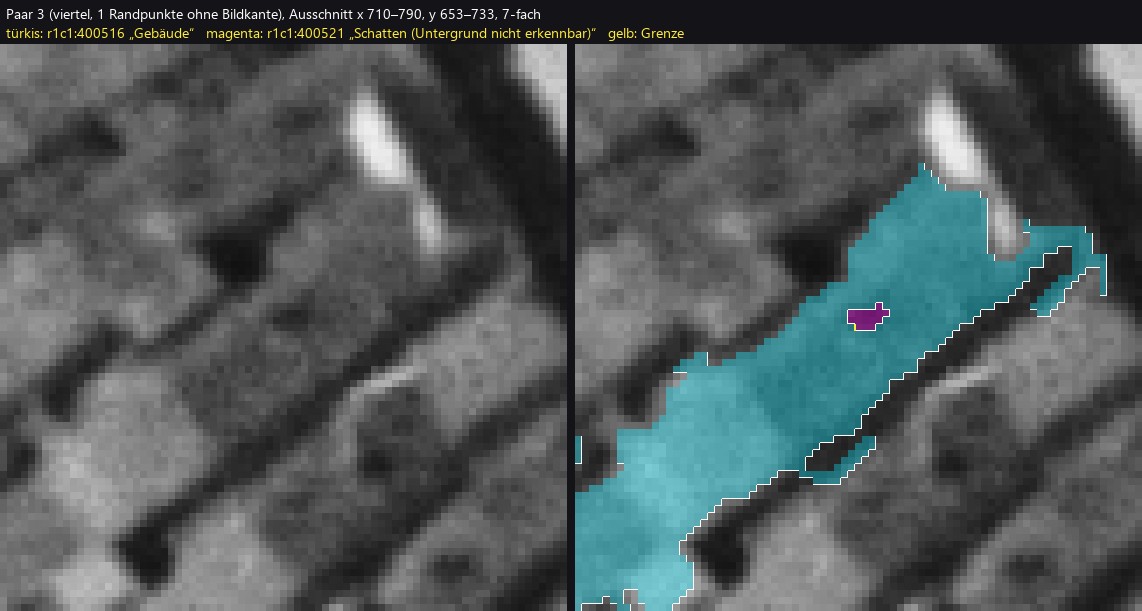 Paar 3 (viertel, 1 Randpunkte ohne Bildkante), Ausschnitt x 710–790, y 653–733, 7-fach
türkis: r1c1:400516 „Gebäude“ magenta: r1c1:400521 „Schatten (Untergrund nicht erkennbar)“ gelb: Grenze